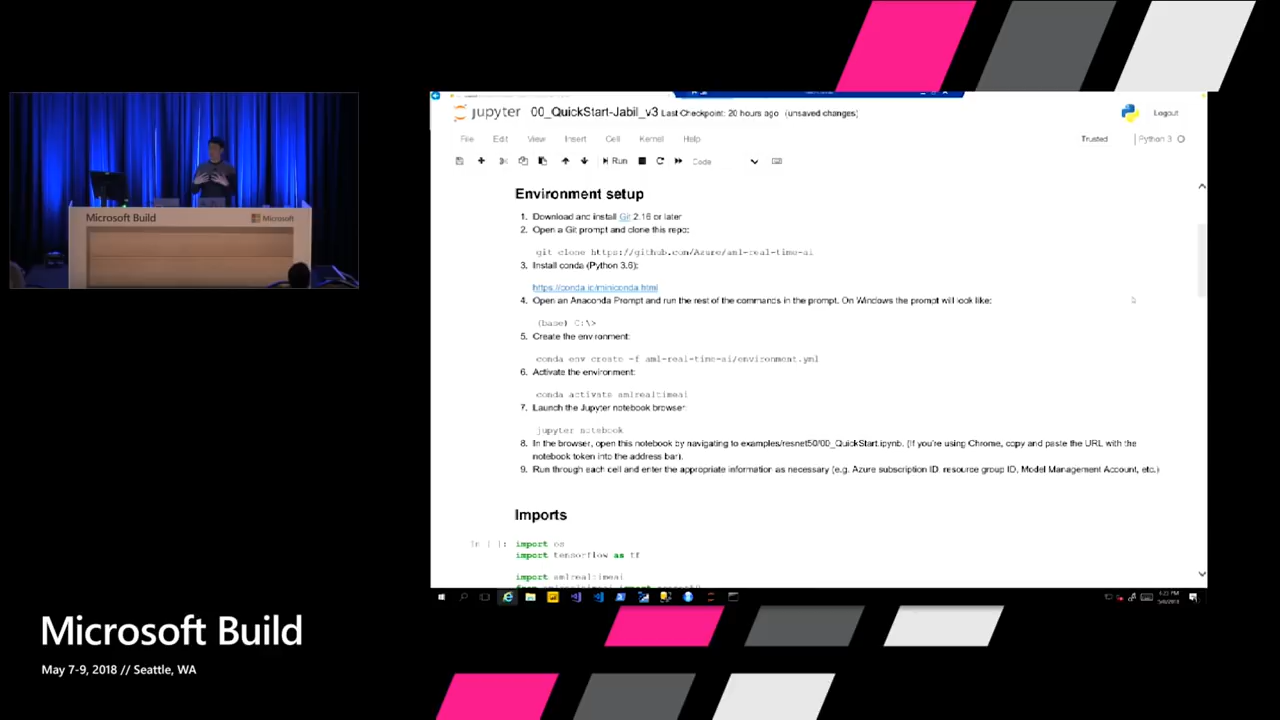 jupyter 00_QuickStart-Jabil_v3 Last Checkpoint: 20 hours ago (unsaved changes)
Logout
File Edit View Insert Cell Kernel Help
Trusted
Python 3
Run
Code
Environment setup
1. Download and install Git 2.16 or later
2. Open a Git prompt and clone this repo:
git clone https://github.com/Azure/aml-real-time-ai
3. Install conda (Python 3.6):
https://conda.io/miniconda.html
4. Open an Anaconda Prompt and run the rest of the commands in the prompt. On Windows the prompt will look like:
(base) C:\>
5. Create the environment:
conda env create -f aml-real-time-ai/environment.yml
6. Activate the environment:
conda activate amlrealtimeai
7. Launch the Jupyter notebook browser:
jupyter notebook
8. In the browser, open this notebook by navigating to examples/resnet50/00_QuickStart.ipynb. (If you're using Chrome, copy and paste the URL with the
notebook token into the address bar).
9. Run through each cell and enter the appropriate information as necessary (e.g. Azure subscription ID, resource group ID, Model Management Account, etc.)
Imports
In [ ]: import os
import tensorflow as tf
import amlrealtimeai
Microsoft Build
Microsoft
Microsoft Build
May 7-9, 2018 // Seattle, WA